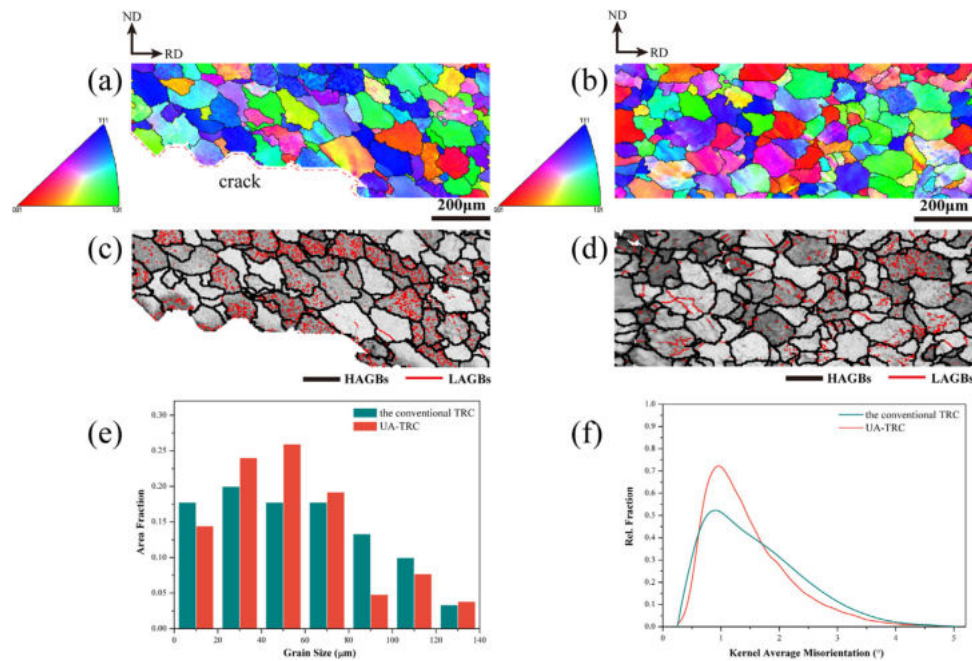 ND
RD
(a)
111
001
101
crack
200μm
ND
RD
(b)
111
001
101
200μm
(c)
HAGBs
LAGBs
(d)
HAGBs
LAGBs
(e)
the conventional TRC
UA-TRC
Area Fraction
0.30
0.25
0.20
0.15
0.10
0.05
0.00
0 20 40 60 80 100 120 140
Grain Size (μm)
(f)
the conventional TRC
UA-TRC
Rel. Fraction
1.0
0.9
0.8
0.7
0.6
0.5
0.4
0.3
0.2
0.1
0.0
0 1 2 3 4 5
Kernel Average Misorientation (°)